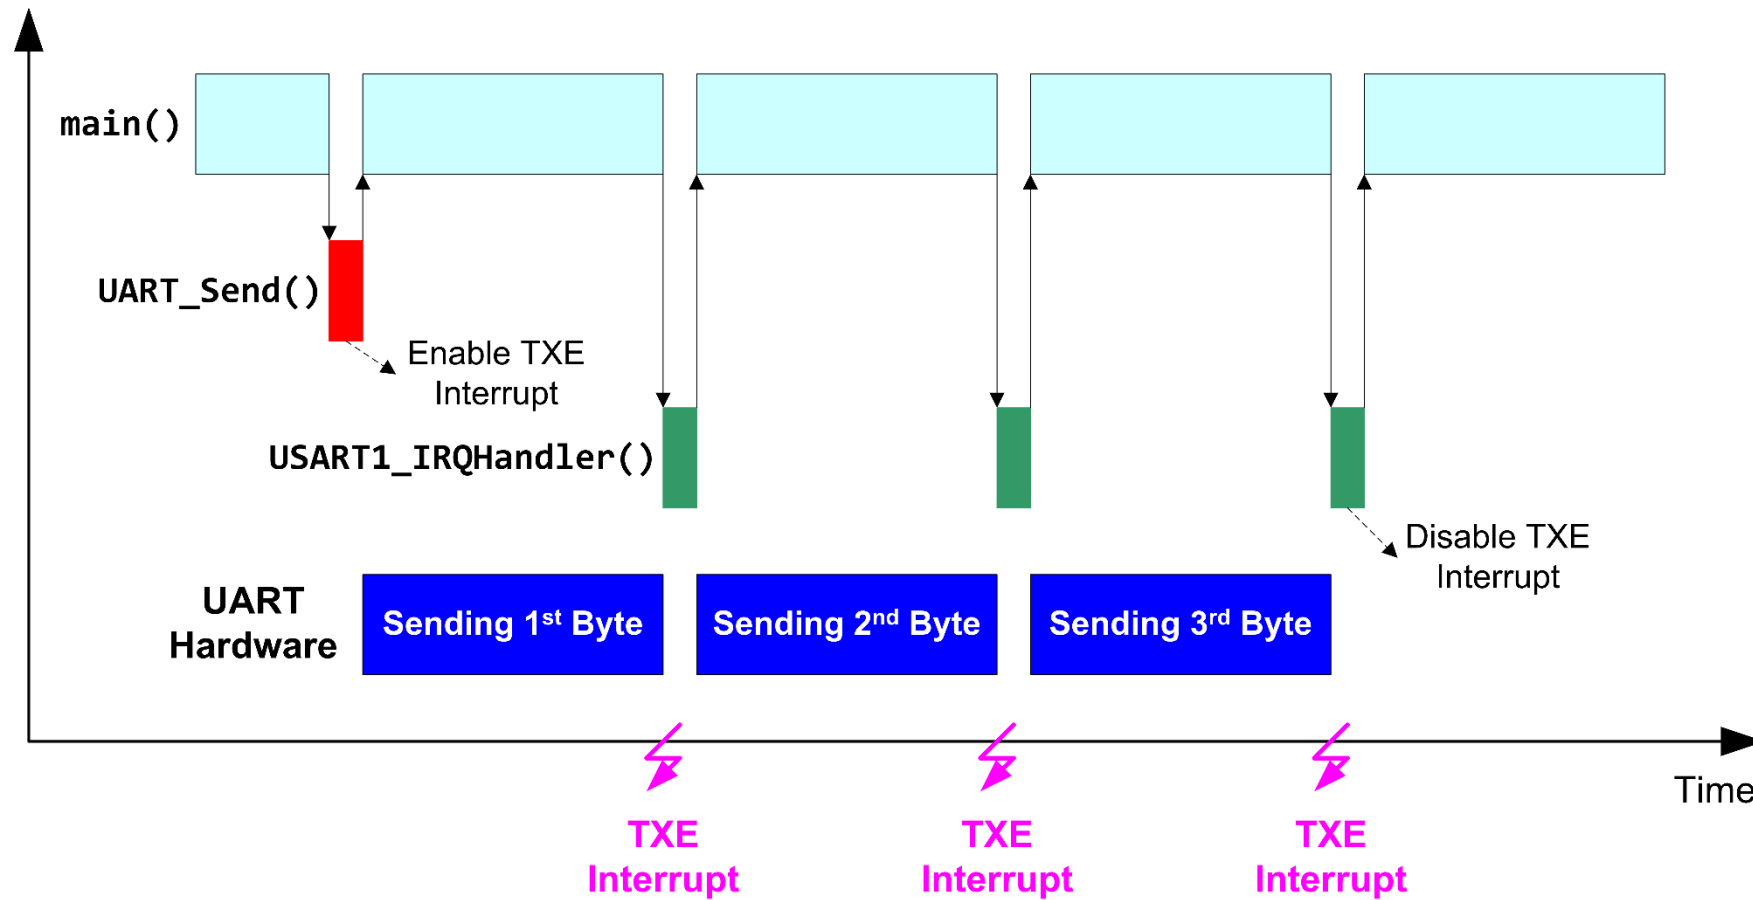 main()
UART_Send()
Enable TXE
Interrupt
USART1_IRQHandler()
Disable TXE
Interrupt
UART
Hardware
Sending 1st Byte
Sending 2nd Byte
Sending 3rd Byte
Time
TXE
Interrupt
TXE
Interrupt
TXE
Interrupt